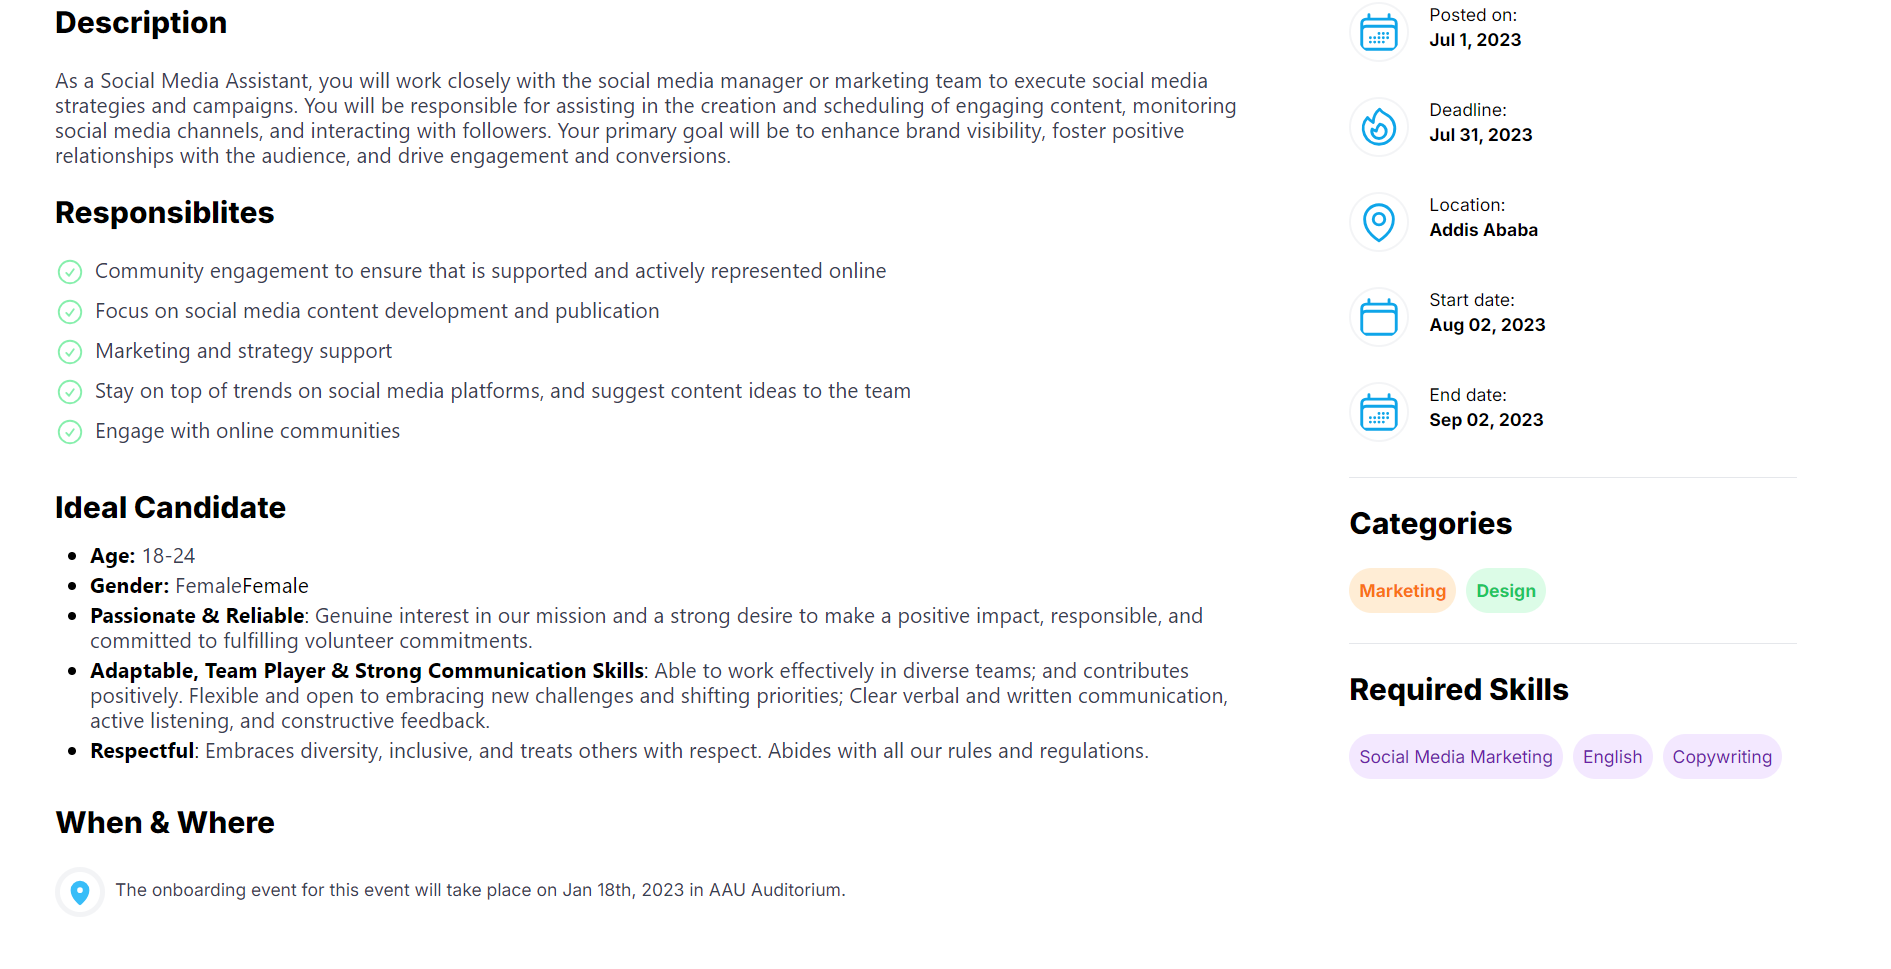 Description
As a Social Media Assistant, you will work closely with the social media manager or marketing team to execute social media
strategies and campaigns. You will be responsible for assisting in the creation and scheduling of engaging content, monitoring
social media channels, and interacting with followers. Your primary goal will be to enhance brand visibility, foster positive
relationships with the audience, and drive engagement and conversions.
Responsiblites
Community engagement to ensure that is supported and actively represented online
Focus on social media content development and publication
Marketing and strategy support
Stay on top of trends on social media platforms, and suggest content ideas to the team
Engage with online communities
Ideal Candidate
Age: 18-24
Gender: FemaleFemale
Passionate & Reliable: Genuine interest in our mission and a strong desire to make a positive impact, responsible, and
committed to fulfilling volunteer commitments.
Adaptable, Team Player & Strong Communication Skills: Able to work effectively in diverse teams; and contributes
positively. Flexible and open to embracing new challenges and shifting priorities; Clear verbal and written communication,
active listening, and constructive feedback.
Respectful: Embraces diversity, inclusive, and treats others with respect. Abides with all our rules and regulations.
When & Where
The onboarding event for this event will take place on Jan 18th, 2023 in AAU Auditorium.
Posted on:
Jul 1, 2023
Deadline:
Jul 31, 2023
Location:
Addis Ababa
Start date:
Aug 02, 2023
End date:
Sep 02, 2023
Categories
Marketing Design
Required Skills
Social Media Marketing English Copywriting